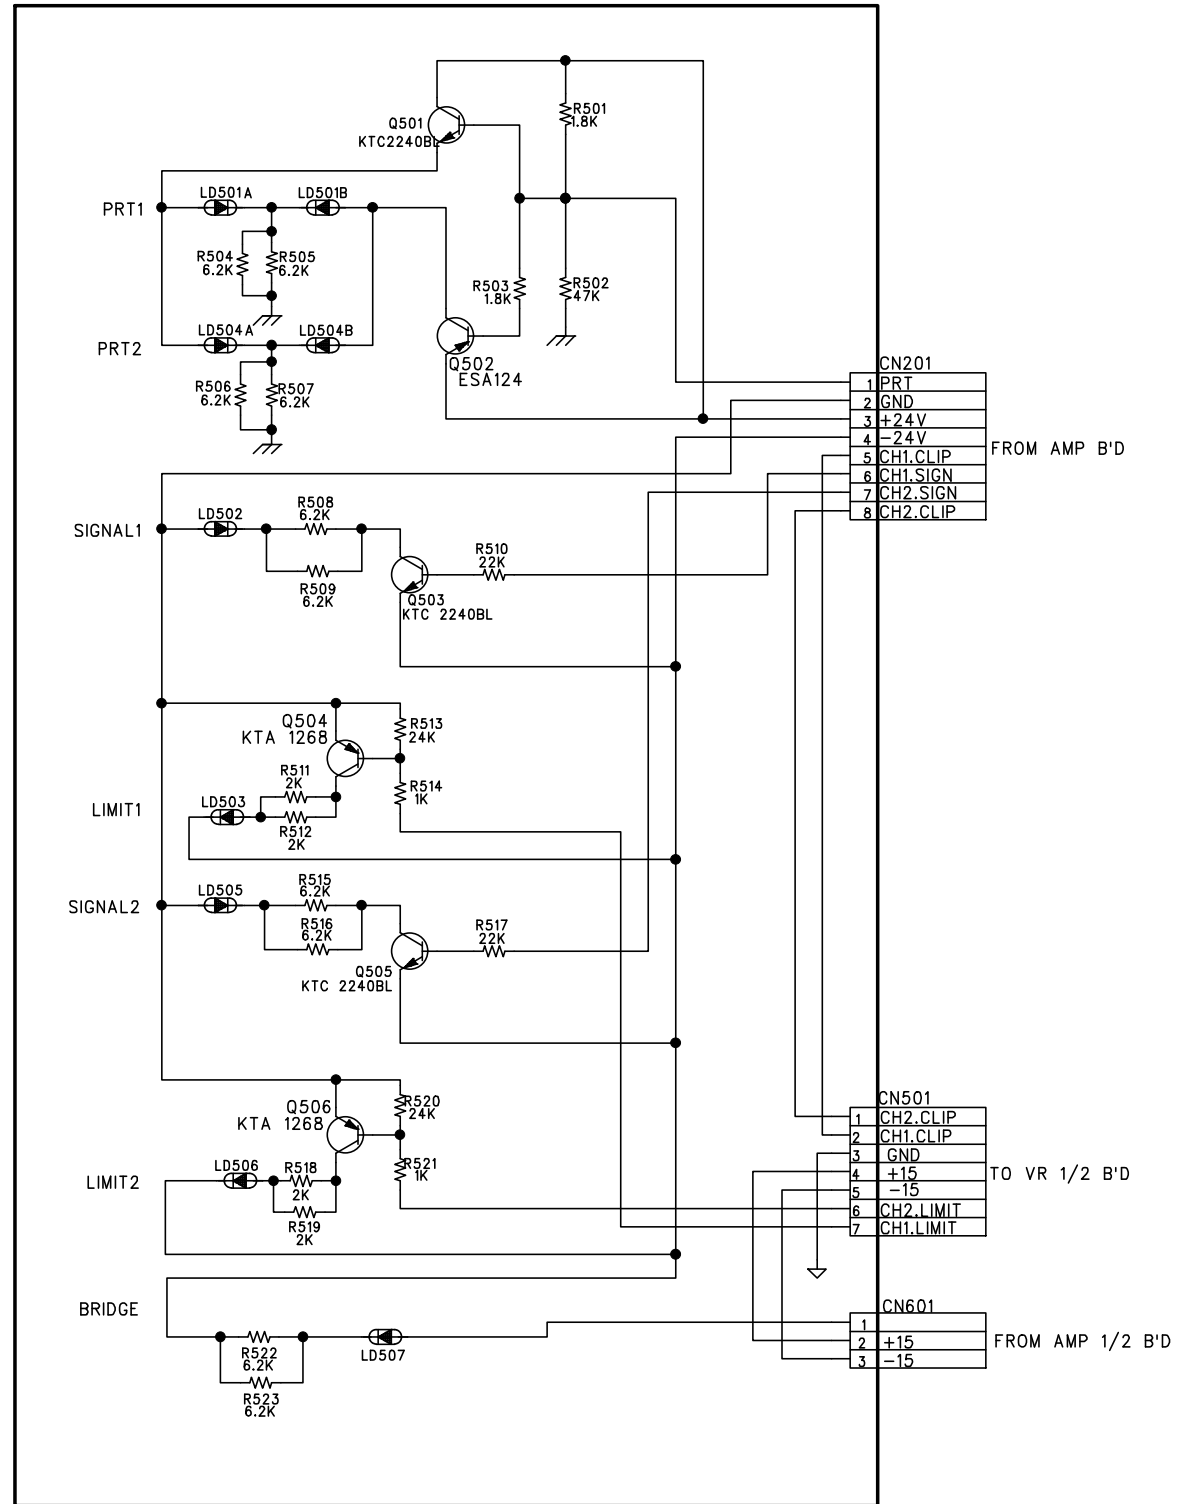 Q501
KTC2240BL
R501
1.8K
LD501A
LD501B
PRT1
R504
6.2K
R505
6.2K
R503
1.8K
R502
47K
LD504A
LD504B
PRT2
Q502
ESA124
R506
6.2K
R507
6.2K
CN201
1 PRT
2 GND
3 +24V
4 -24V
5 CH1.CLIP
6 CH1.SIGN
7 CH2.SIGN
8 CH2.CLIP
FROM AMP B'D
R508
6.2K
LD502
SIGNAL1
R509
6.2K
R510
22K
Q503
KTC 2240BL
Q504
KTA 1268
R513
24K
R511
2K
R514
1K
LD503
LIMIT1
R512
2K
R515
6.2K
LD505
SIGNAL2
R516
6.2K
R517
22K
Q505
KTC 2240BL
Q506
KTA 1268
R520
24K
CN501
1 CH2.CLIP
2 CH1.CLIP
3 GND
4 +15
5 -15
6 CH2.LIMIT
7 CH1.LIMIT
TO VR 1/2 B'D
LD506
R518
2K
R521
1K
LIMIT2
R519
2K
BRIDGE
R522
6.2K
LD507
R523
6.2K
CN601
1
2 +15
3 -15
FROM AMP 1/2 B'D